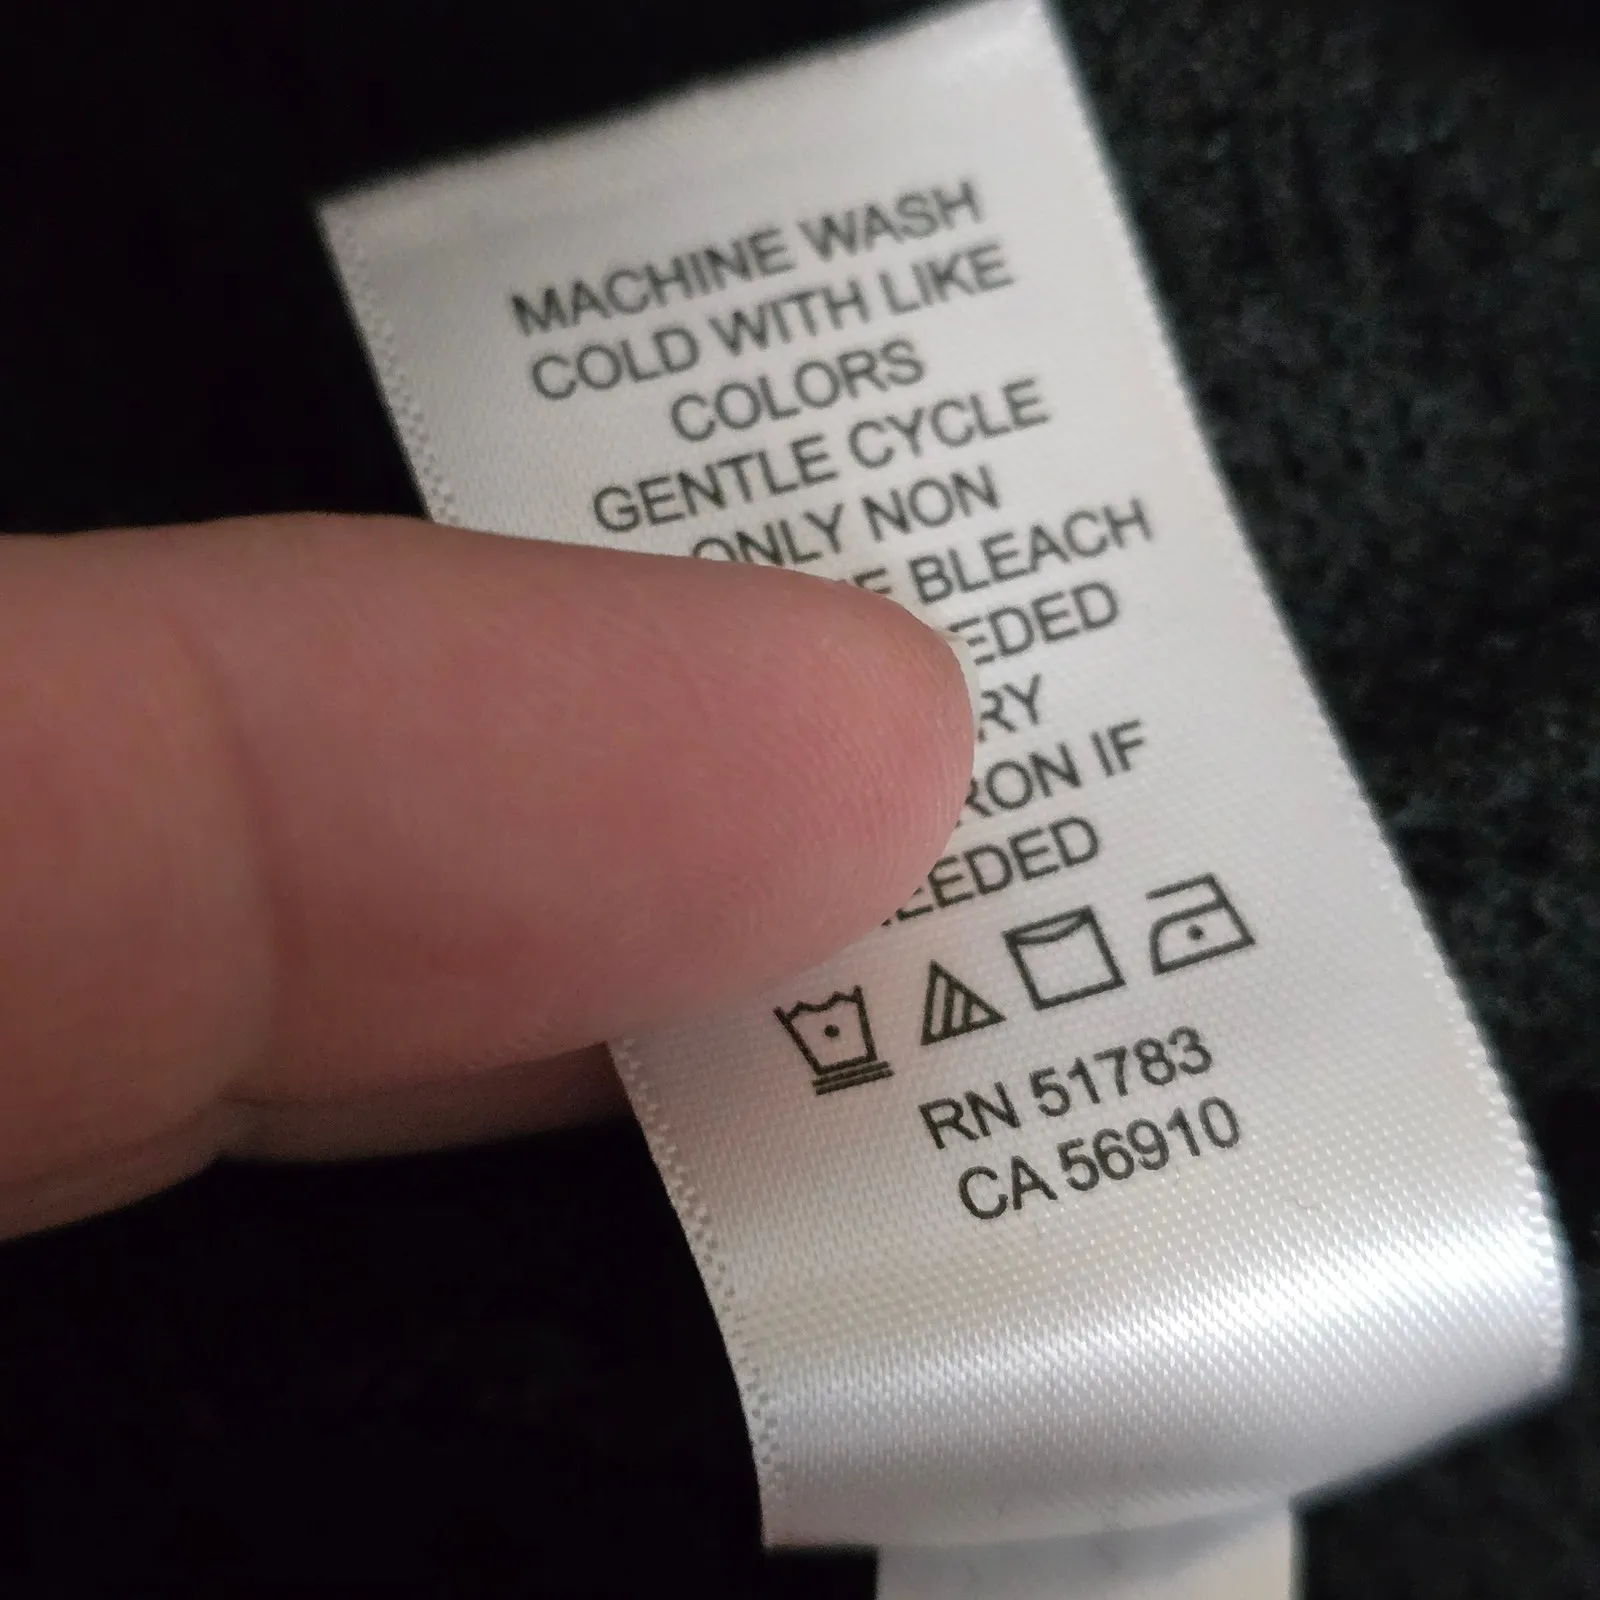 MACHINE WASH
COLD WITH LIKE
COLORS
GENTLE CYCLE
ONLY NON
BLEACH
IF
RN 51783
CA 56910